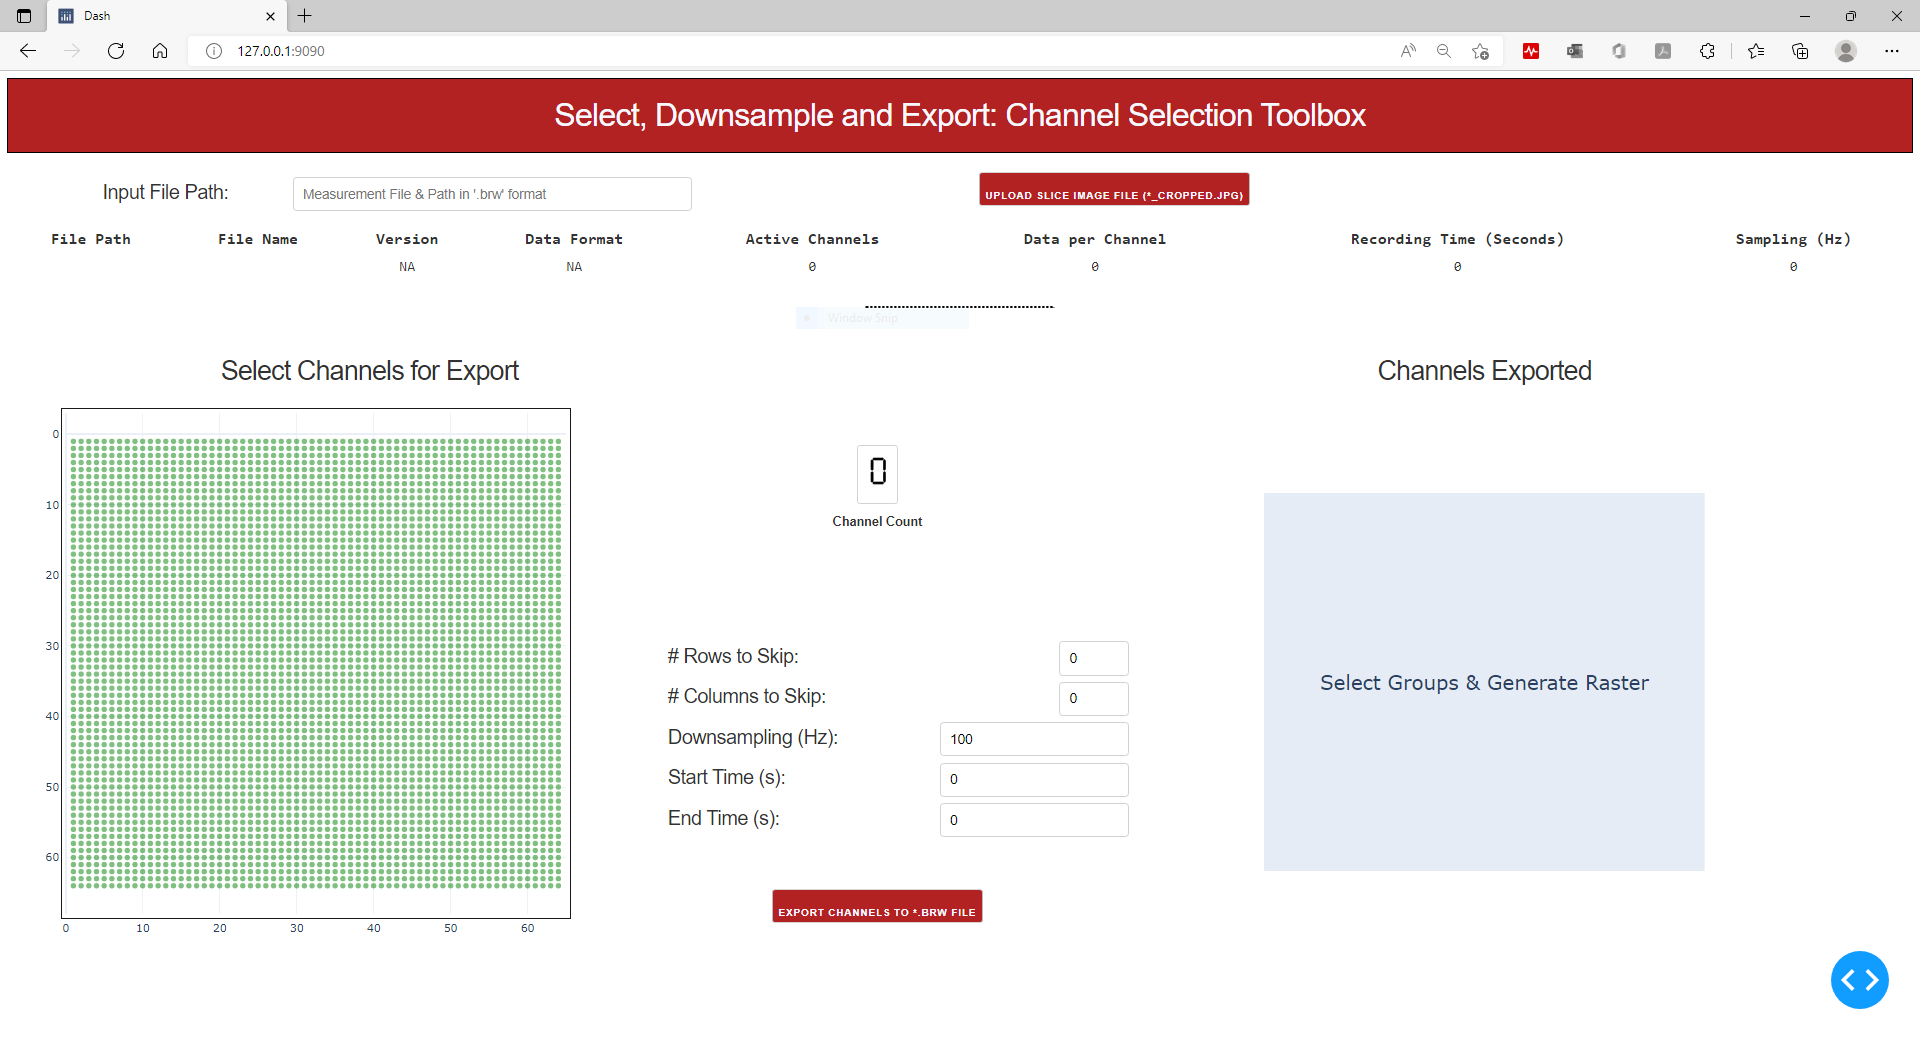 Dash
127.0.0.1:9090
Select, Downsample and Export: Channel Selection Toolbox
Input File Path:
Measurement File & Path in '.brw' format
UPLOAD SLICE IMAGE FILE (*_CROPPED.JPG)
File Path File Name Version Data Format Active Channels Data per Channel Recording Time (Seconds) Sampling (Hz)
NA NA 0 0 0 0
Window Snip
Select Channels for Export
Channels Exported
0
10
20
30
40
50
60
0 10 20 30 40 50 60
0
Channel Count
# Rows to Skip: 0
# Columns to Skip: 0
Downsampling (Hz): 100
Start Time (s): 0
End Time (s): 0
EXPORT CHANNELS TO *.BRW FILE
Select Groups & Generate Raster